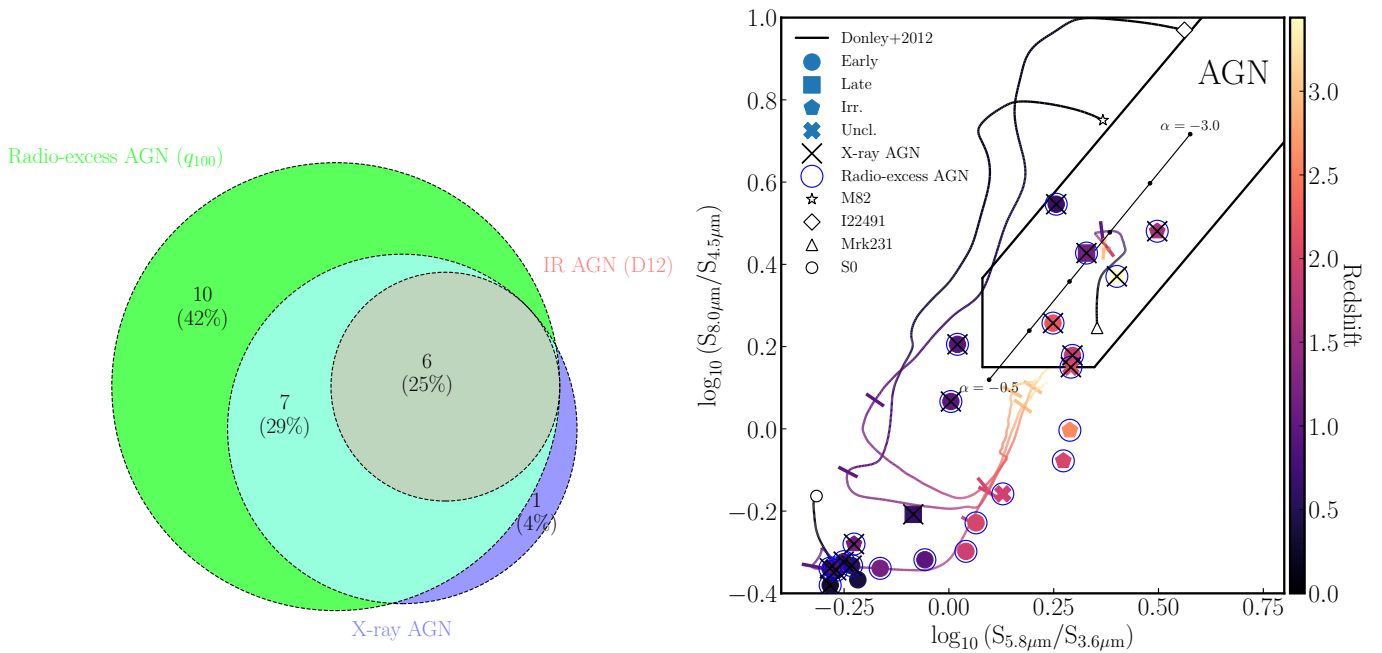 Radio-excess AGN (q₁₀₀)
IR AGN (D12)
10
(42%)
6
(25%)
7
(29%)
1
(4%)
X-ray AGN
1.0
0.8
0.6
0.4
0.2
0.0
−0.2
−0.4
log₁₀ (S₈.₀μm/S₄.₅μm)
Donley+2012
Early
Late
Irr.
Uncl.
X-ray AGN
Radio-excess AGN
M82
I22491
Mrk231
S0
AGN
α = −3.0
α = −0.5
−0.25
0.00
0.25
0.50
0.75
log₁₀ (S₅.₈μm/S₃.₆μm)
3.0
2.5
2.0
1.5
1.0
0.5
0.0
Redshift